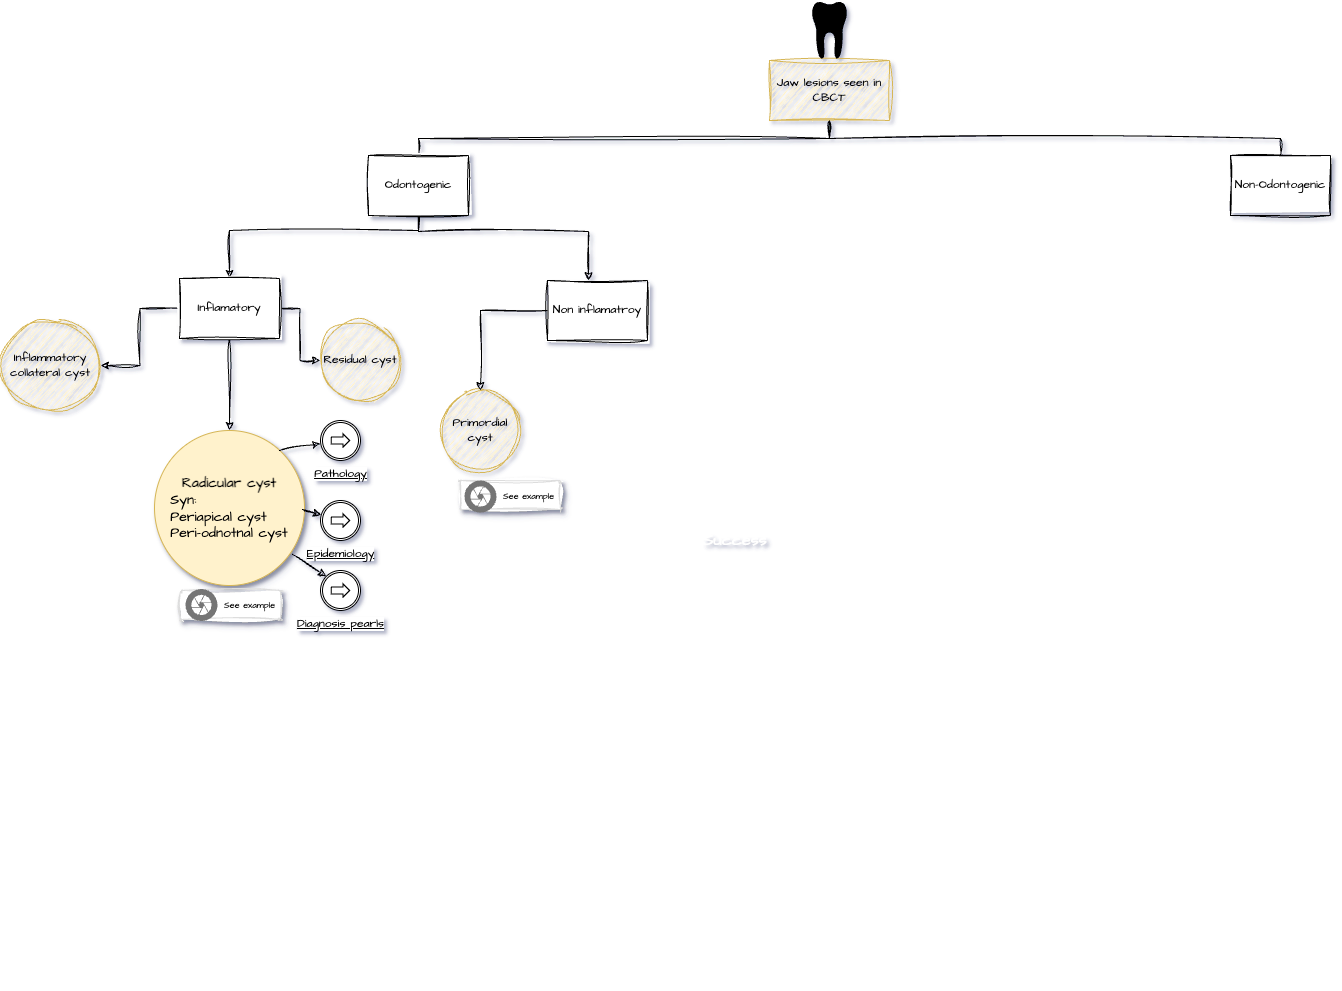 Jaw lesions seen in
CBCT
Odontogenic
Non-Odontogenic
Inflamatory
Non inflamatroy
Inflammatory
collateral cyst
Residual cyst
Primordial
cyst
See example
Radicular cyst
Syn:
Periapical cyst
Peri-odnotnal cyst
Pathology
Epidemiology
Diagnosis pearls
See example
Success